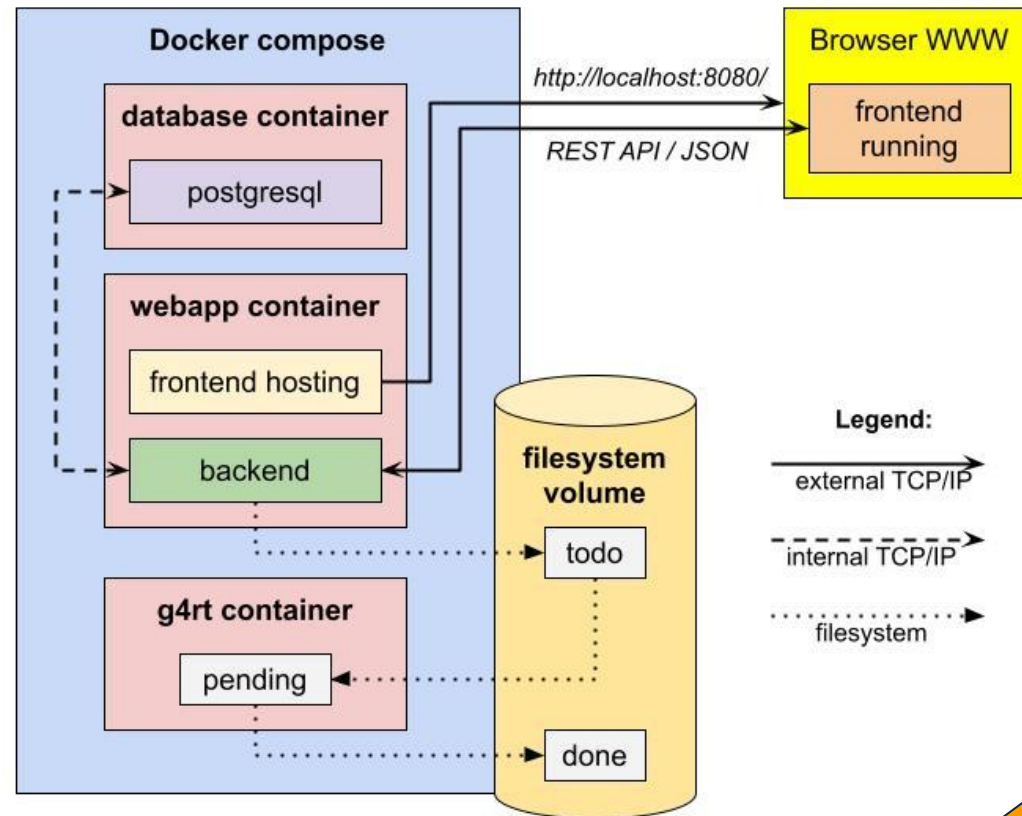 Docker compose
database container
postgresql
webapp container
frontend hosting
backend
g4rt container
pending
http://localhost:8080/
REST API / JSON
Browser WWW
frontend
running
filesystem
volume
todo
done
Legend:
external TCP/IP
internal TCP/IP
filesystem